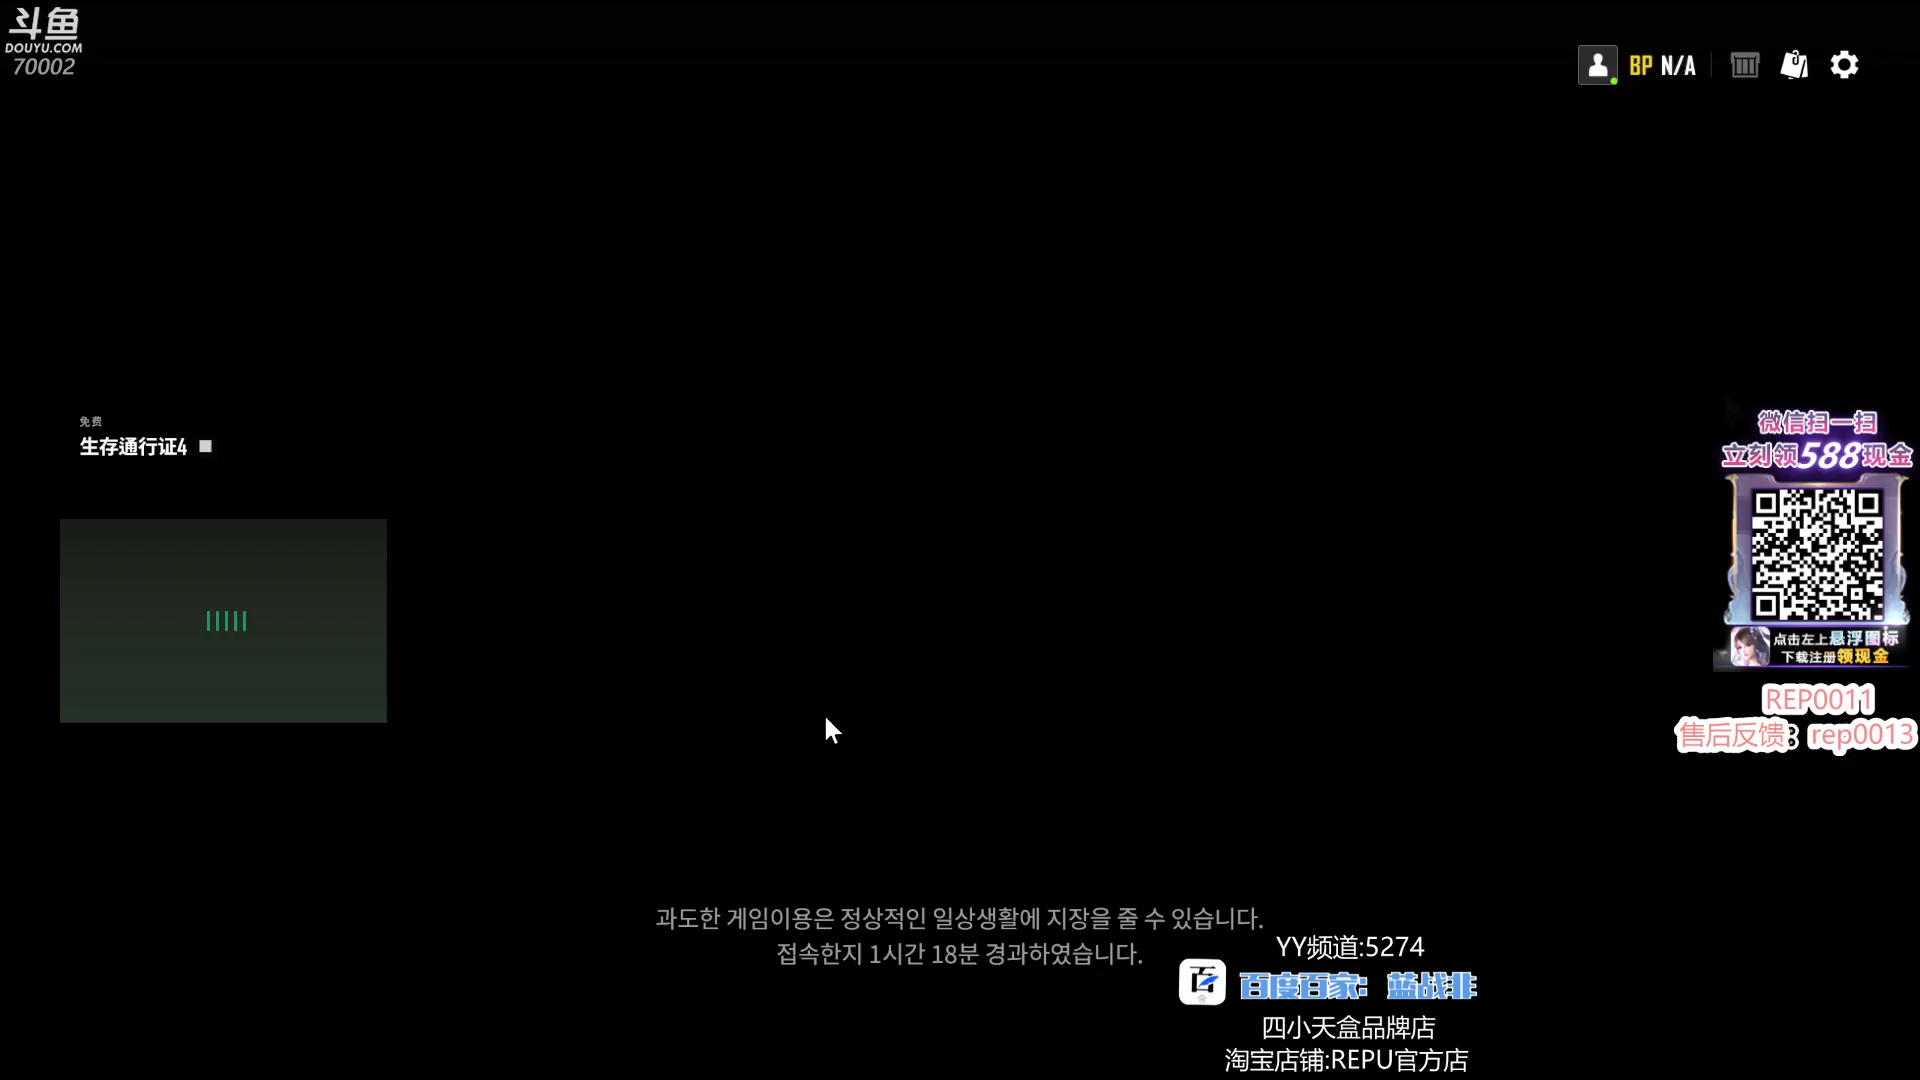 斗鱼
DOUYU.COM
70002
BP N/A
免费
生存通行证4
微信扫一扫
立刻领588现金
点击左上悬浮图标
下载注册领现金
REP0011
售后反馈：rep0013
과도한 게임이용은 정상적인 일상생활에 지장을 줄 수 있습니다.
접속한지 1시간 18분 경과하였습니다.
YY频道:5274
百
百度百家：蓝战非
四小天盒品牌店
淘宝店铺:REPU官方店